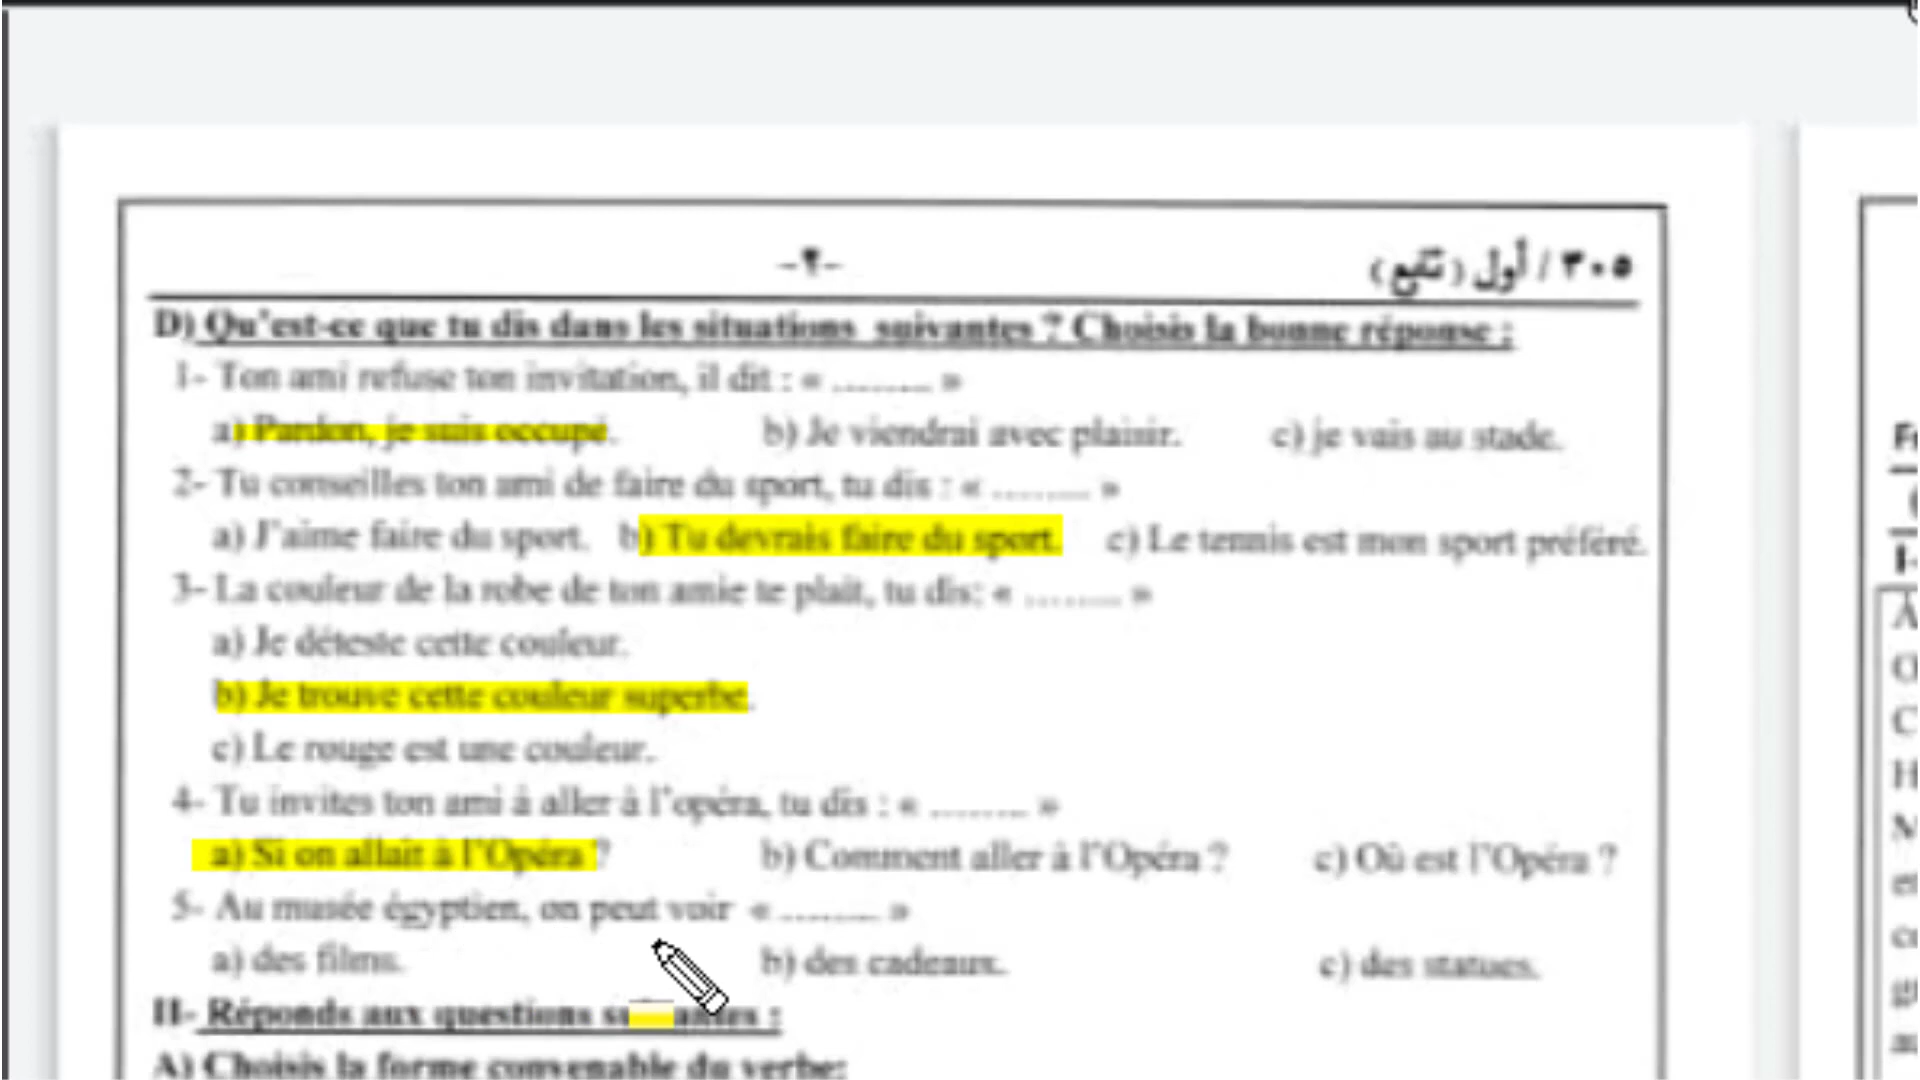 -٢-
٣٠٥ / أول ( تابع )
D) Qu'est-ce que tu dis dans les situations suivantes ? Choisis la bonne réponse :
1- Ton ami refuse ton invitation, il dit : « ........ »
a) Pardon, je suis occupé. b) Je viendrai avec plaisir. c) je vais au stade.
2- Tu conseilles ton ami de faire du sport, tu dis : « ........ »
a) J'aime faire du sport. b) Tu devrais faire du sport. c) Le tennis est mon sport préféré.
3- La couleur de la robe de ton amie te plait, tu dis: « ........ »
a) Je déteste cette couleur.
b) Je trouve cette couleur superbe.
c) Le rouge est une couleur.
4- Tu invites ton ami à aller à l'opéra, tu dis : « ........ »
a) Si on allait à l'Opéra ? b) Comment aller à l'Opéra ? c) Où est l'Opéra ?
5- Au musée égyptien, on peut voir « ........ »
a) des films. b) des cadeaux. c) des statues.
II- Réponds aux questions suivantes :
A) Choisis la forme convenable du verbe: